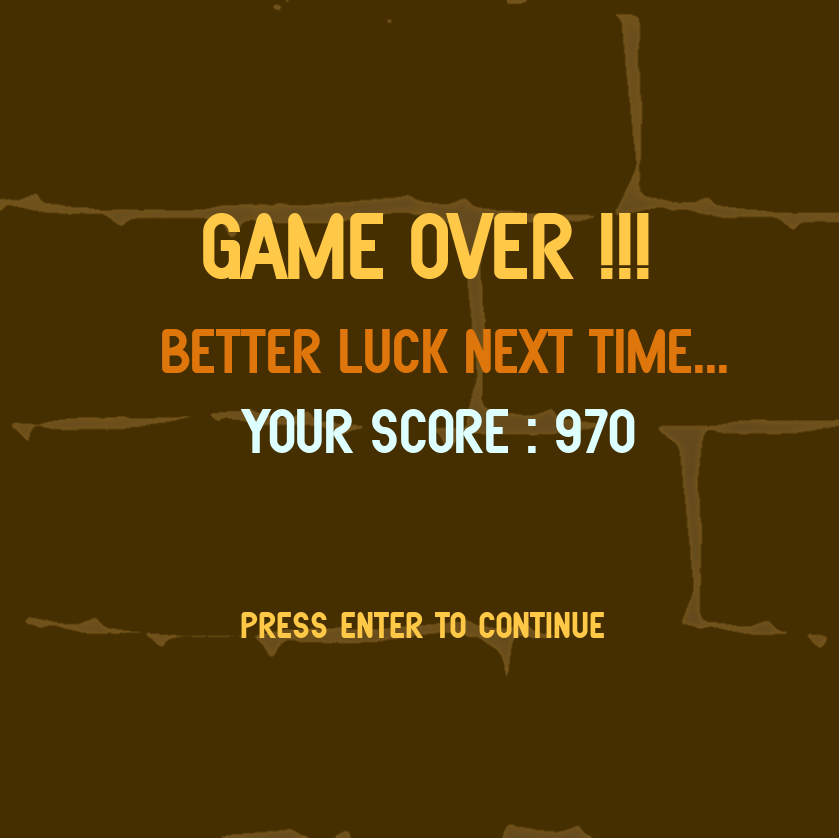 GAME OVER !!!
BETTER LUCK NEXT TIME...
YOUR SCORE : 970
PRESS ENTER TO CONTINUE